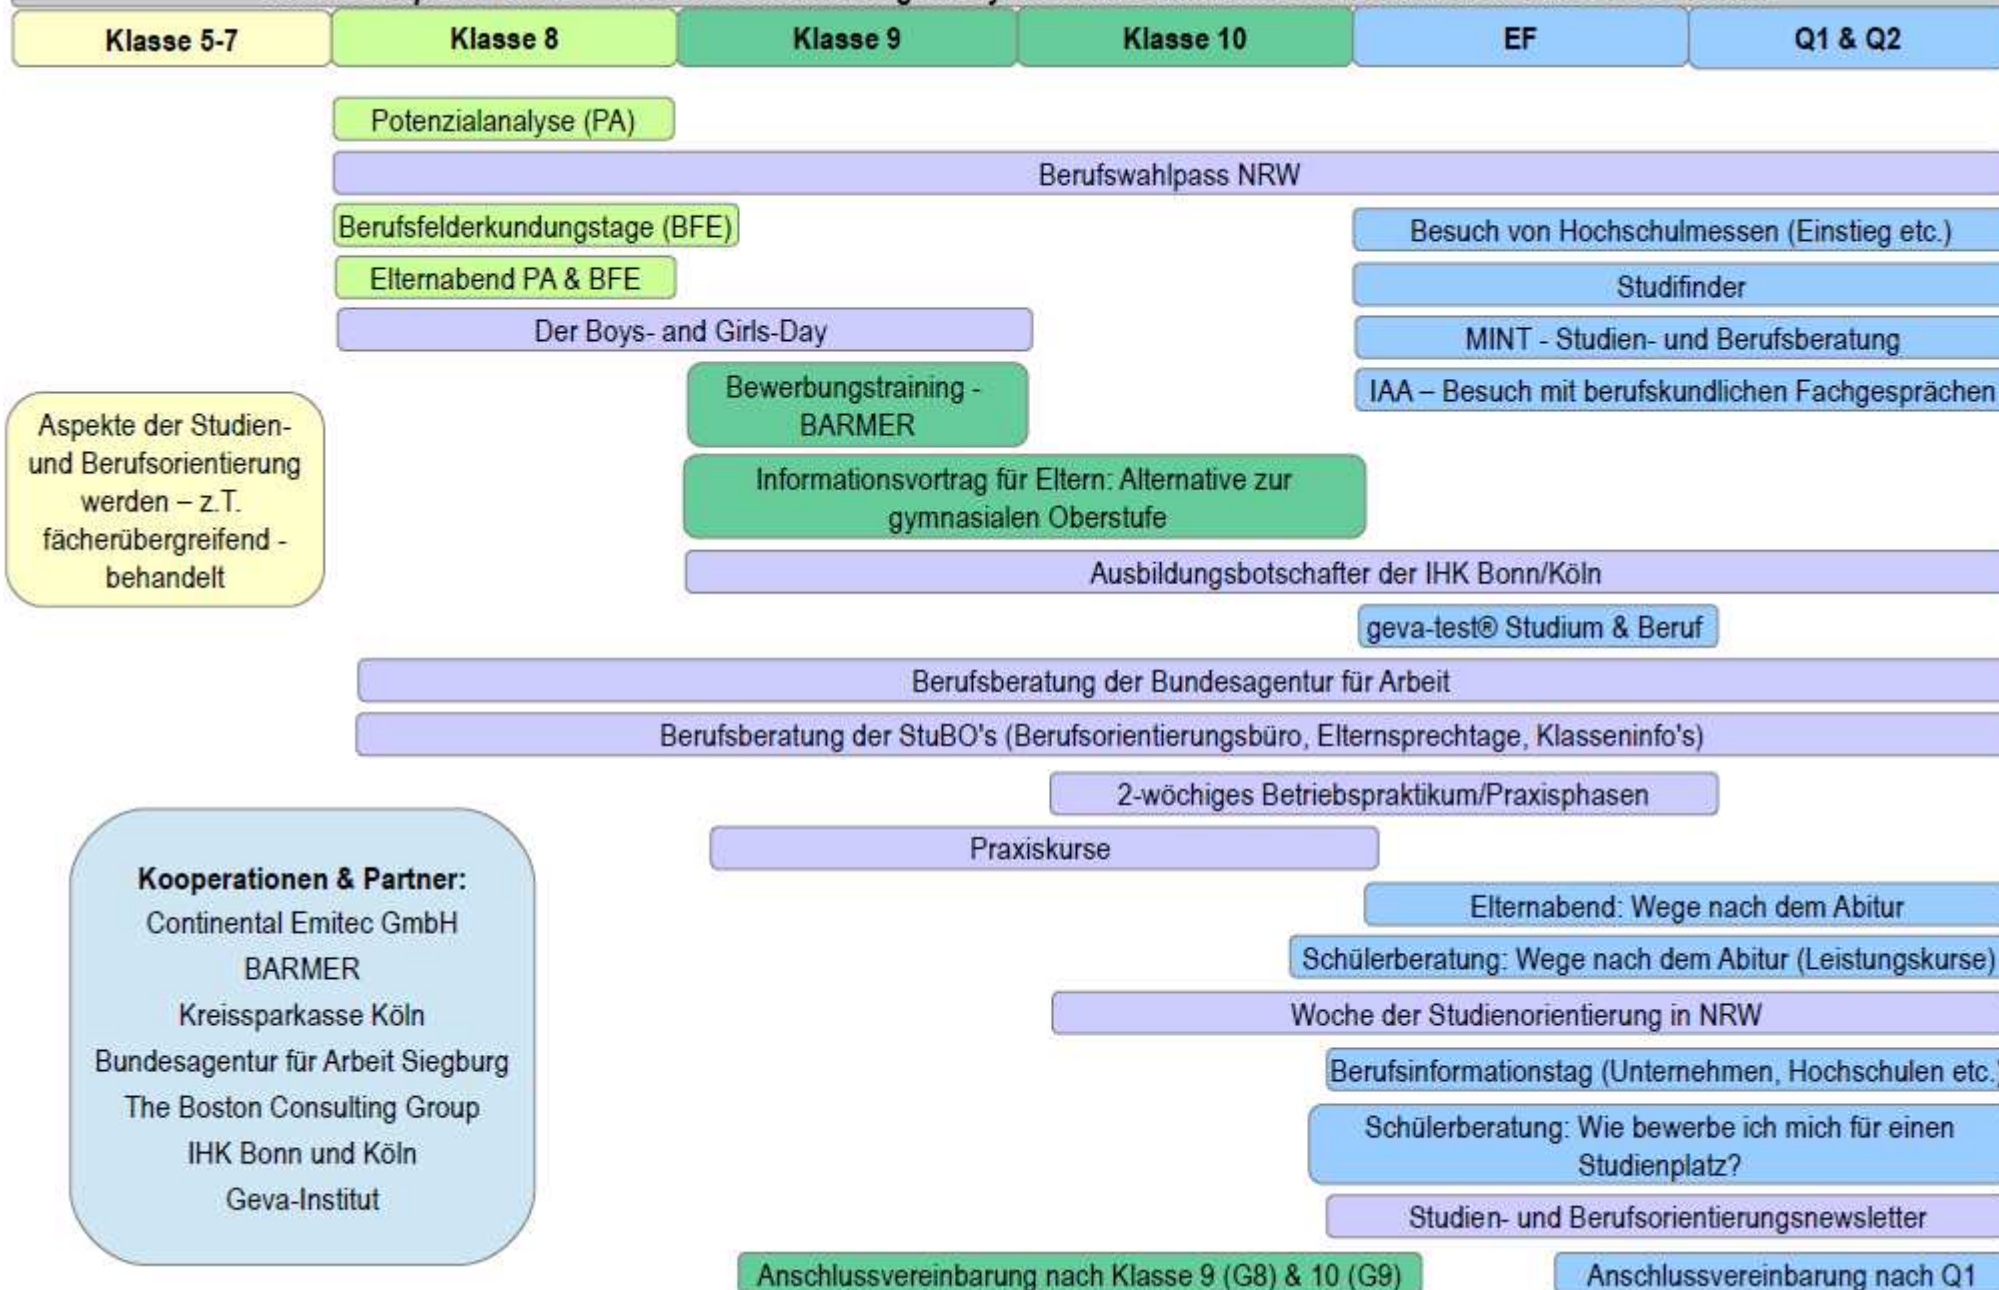 Klasse 5-7
Klasse 8
Klasse 9
Klasse 10
EF
Q1 & Q2
Potenzialanalyse (PA)
Berufswahlpass NRW
Berufsfelderkundungstage (BFE)
Besuch von Hochschulmessen (Einstieg etc.)
Elternabend PA & BFE
Studifinder
Der Boys- and Girls-Day
MINT - Studien- und Berufsberatung
Bewerbungstraining -
BARMER
IAA – Besuch mit berufskundlichen Fachgesprächen
Aspekte der Studien-
und Berufsorientierung
werden – z.T.
fächerübergreifend -
behandelt
Informationsvortrag für Eltern: Alternative zur
gymnasialen Oberstufe
Ausbildungsbotschafter der IHK Bonn/Köln
geva-test® Studium & Beruf
Berufsberatung der Bundesagentur für Arbeit
Berufsberatung der StuBO's (Berufsorientierungsbüro, Elternsprechtage, Klasseninfo's)
2-wöchiges Betriebspraktikum/Praxisphasen
Praxiskurse
Kooperationen & Partner:
Continental Emitec GmbH
BARMER
Kreissparkasse Köln
Bundesagentur für Arbeit Siegburg
The Boston Consulting Group
IHK Bonn und Köln
Geva-Institut
Elternabend: Wege nach dem Abitur
Schülerberatung: Wege nach dem Abitur (Leistungskurse)
Woche der Studienorientierung in NRW
Berufsinformationstag (Unternehmen, Hochschulen etc.)
Schülerberatung: Wie bewerbe ich mich für einen
Studienplatz?
Studien- und Berufsorientierungsnewsletter
Anschlussvereinbarung nach Klasse 9 (G8) & 10 (G9)
Anschlussvereinbarung nach Q1